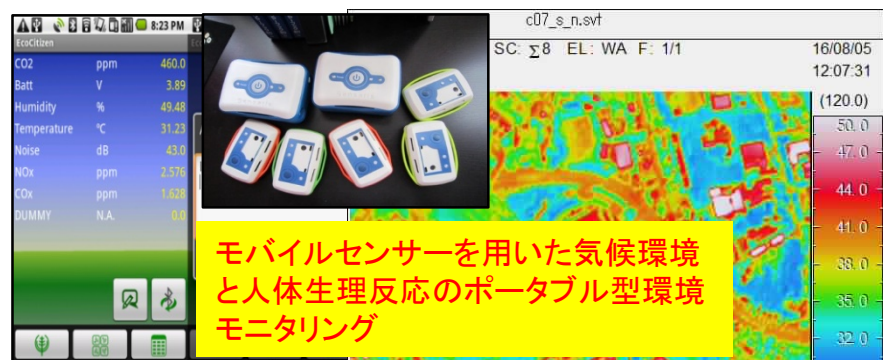 8:23 PM
EcoCitizen
CO2 ppm 460.0
Batt V 3.89
Humidity % 49.48
Temperature ℃ 31.23
Noise dB 43.0
NOx ppm 2.576
COx ppm 1.628
DUMMY N.A. 0.0
c07_s_n.svt
SC: ∑8 EL: WA F: 1/1
16/08/05
12:07:31
(120.0)
50.0
47.0
44.0
41.0
38.0
35.0
32.0
モバイルセンサーを用いた気候環境
と人体生理反応のポータブル型環境
モニタリング